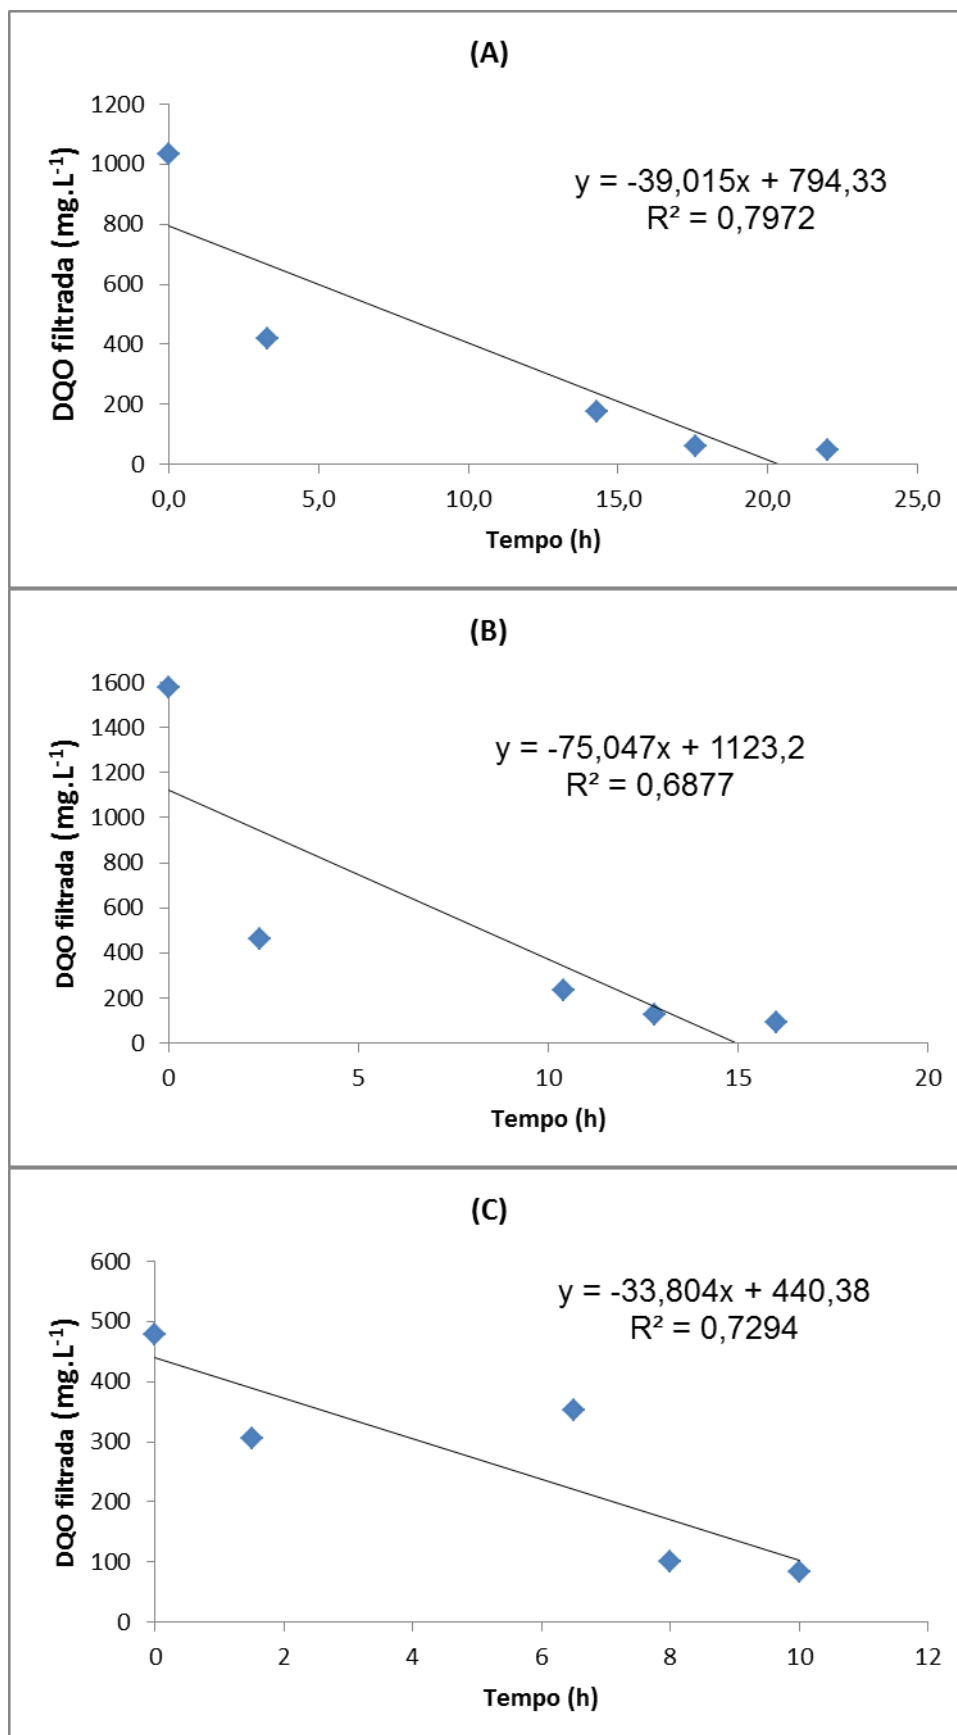 (A)
1200
1000
800
600
400
200
0
DQO filtrada (mg.L⁻¹)
y = -39,015x + 794,33
R² = 0,7972
0,0 5,0 10,0 15,0 20,0 25,0
Tempo (h)
(B)
1600
1400
1200
1000
800
600
400
200
0
DQO filtrada (mg.L⁻¹)
y = -75,047x + 1123,2
R² = 0,6877
0 5 10 15 20
Tempo (h)
(C)
600
500
400
300
200
100
0
DQO filtrada (mg.L⁻¹)
y = -33,804x + 440,38
R² = 0,7294
0 2 4 6 8 10 12
Tempo (h)